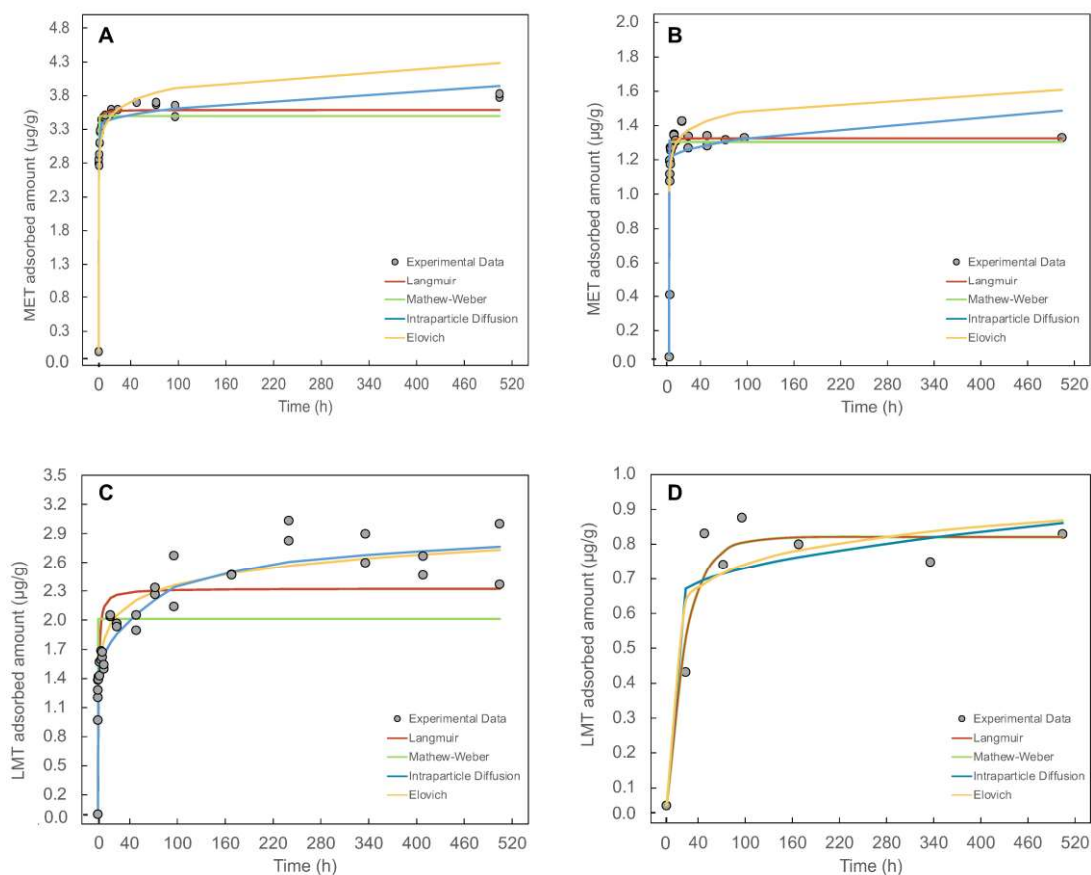 A
MET adsorbed amount (µg/g)
4.8
4.3
3.8
3.3
2.8
2.3
1.8
1.3
0.8
0.3
0.0
Experimental Data
Langmuir
Mathew-Weber
Intraparticle Diffusion
Elovich
0 40 100 160 220 280 340 400 460 520
Time (h)
B
MET adsorbed amount (µg/g)
2.0
1.8
1.6
1.4
1.2
1.0
0.8
0.6
1.4
1.2
0.0
Experimental Data
Langmuir
Mathew-Weber
Intraparticle Diffusion
Elovich
0 40 100 160 220 280 340 400 460 520
Time (h)
C
LMT adsorbed amount (µg/g)
3.5
3.2
2.9
2.6
2.3
2.0
1.7
1.4
1.1
0.8
0.5
0.2
0.0
Experimental Data
Langmuir
Mathew-Weber
Intraparticle Diffusion
Elovich
0 40 100 160 220 280 340 400 460 520
Time (h)
D
LMT adsorbed amount (µg/g)
1.0
0.9
0.8
0.7
0.6
0.5
0.4
0.3
0.2
0.1
0.0
Experimental Data
Langmuir
Mathew-Weber
Intraparticle Diffusion
Elovich
0 40 100 160 220 280 340 400 460 520
Time (h)